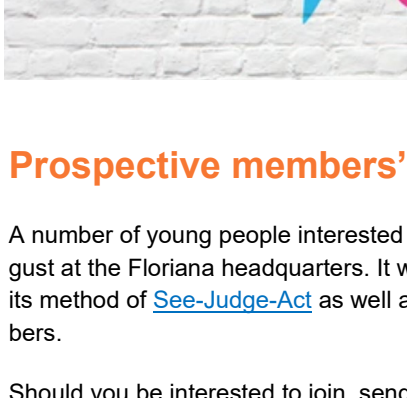 Prospective members’
A number of young people interested
gust at the Floriana headquarters. It
its method of See-Judge-Act as well
bers.
Should you be interested to join, send